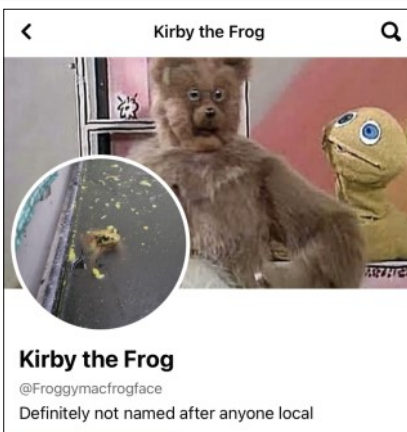 Kirby the Frog
Kirby the Frog
@Froggymacfrogface
Definitely not named after anyone local